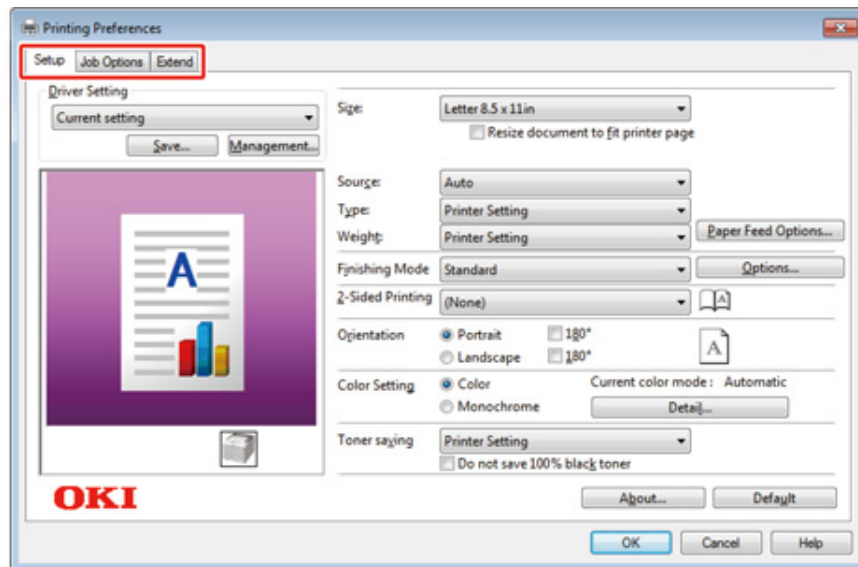 Printing Preferences
Setup Job Options Extend
Driver Setting
Current setting
Save... Management...
A
OKI
Size: Letter 8.5 x 11in
Resize document to fit printer page
Source: Auto
Type: Printer Setting
Weight: Printer Setting Paper Feed Options...
Finishing Mode Standard Options...
2-Sided Printing (None) A
Orientation Portrait 180°
Landscape 180° A
Color Setting Color Current color mode : Automatic
Monochrome Detail...
Toner saving Printer Setting
Do not save 100% black toner
About... Default
OK Cancel Help